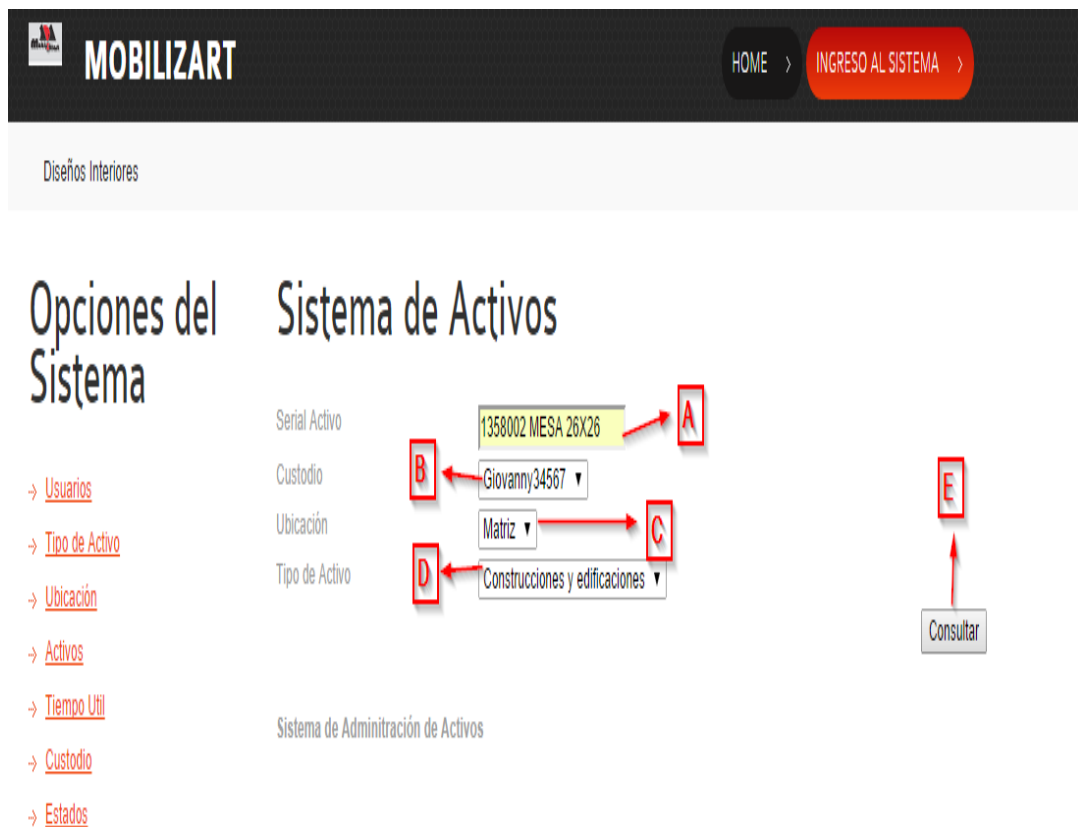 MOBILIZART
HOME >
INGRESO AL SISTEMA >
Diseños Interiores
Opciones del
Sistema
Usuarios
Tipo de Activo
Ubicación
Activos
Tiempo Util
Custodio
Estados
Sistema de Activos
Serial Activo
1358002 MESA 26X26
A
Custodio
B
Giovanny34567
Ubicación
Matriz
C
Tipo de Activo
D
Construcciones y edificaciones
E
Consultar
Sistema de Adminitración de Activos